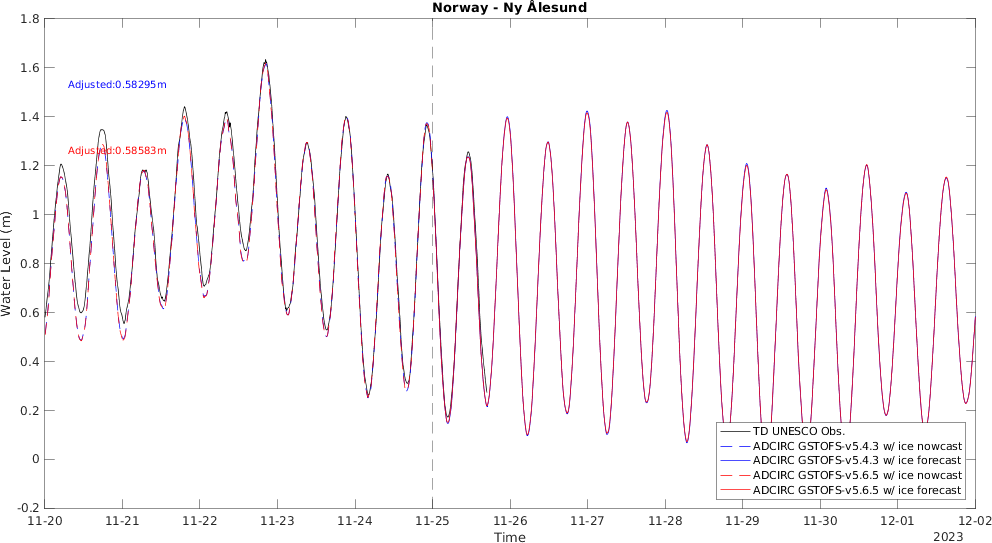 Norway - Ny Ålesund
1.8
1.6
1.4
1.2
1
0.8
0.6
0.4
0.2
0
-0.2
Water Level (m)
Adjusted:0.58295m
Adjusted:0.58583m
TD UNESCO Obs.
ADCIRC GSTOFS-v5.4.3 w/ ice nowcast
ADCIRC GSTOFS-v5.4.3 w/ ice forecast
ADCIRC GSTOFS-v5.6.5 w/ ice nowcast
ADCIRC GSTOFS-v5.6.5 w/ ice forecast
11-20 11-21 11-22 11-23 11-24 11-25 11-26 11-27 11-28 11-29 11-30 12-01 12-02
Time
2023